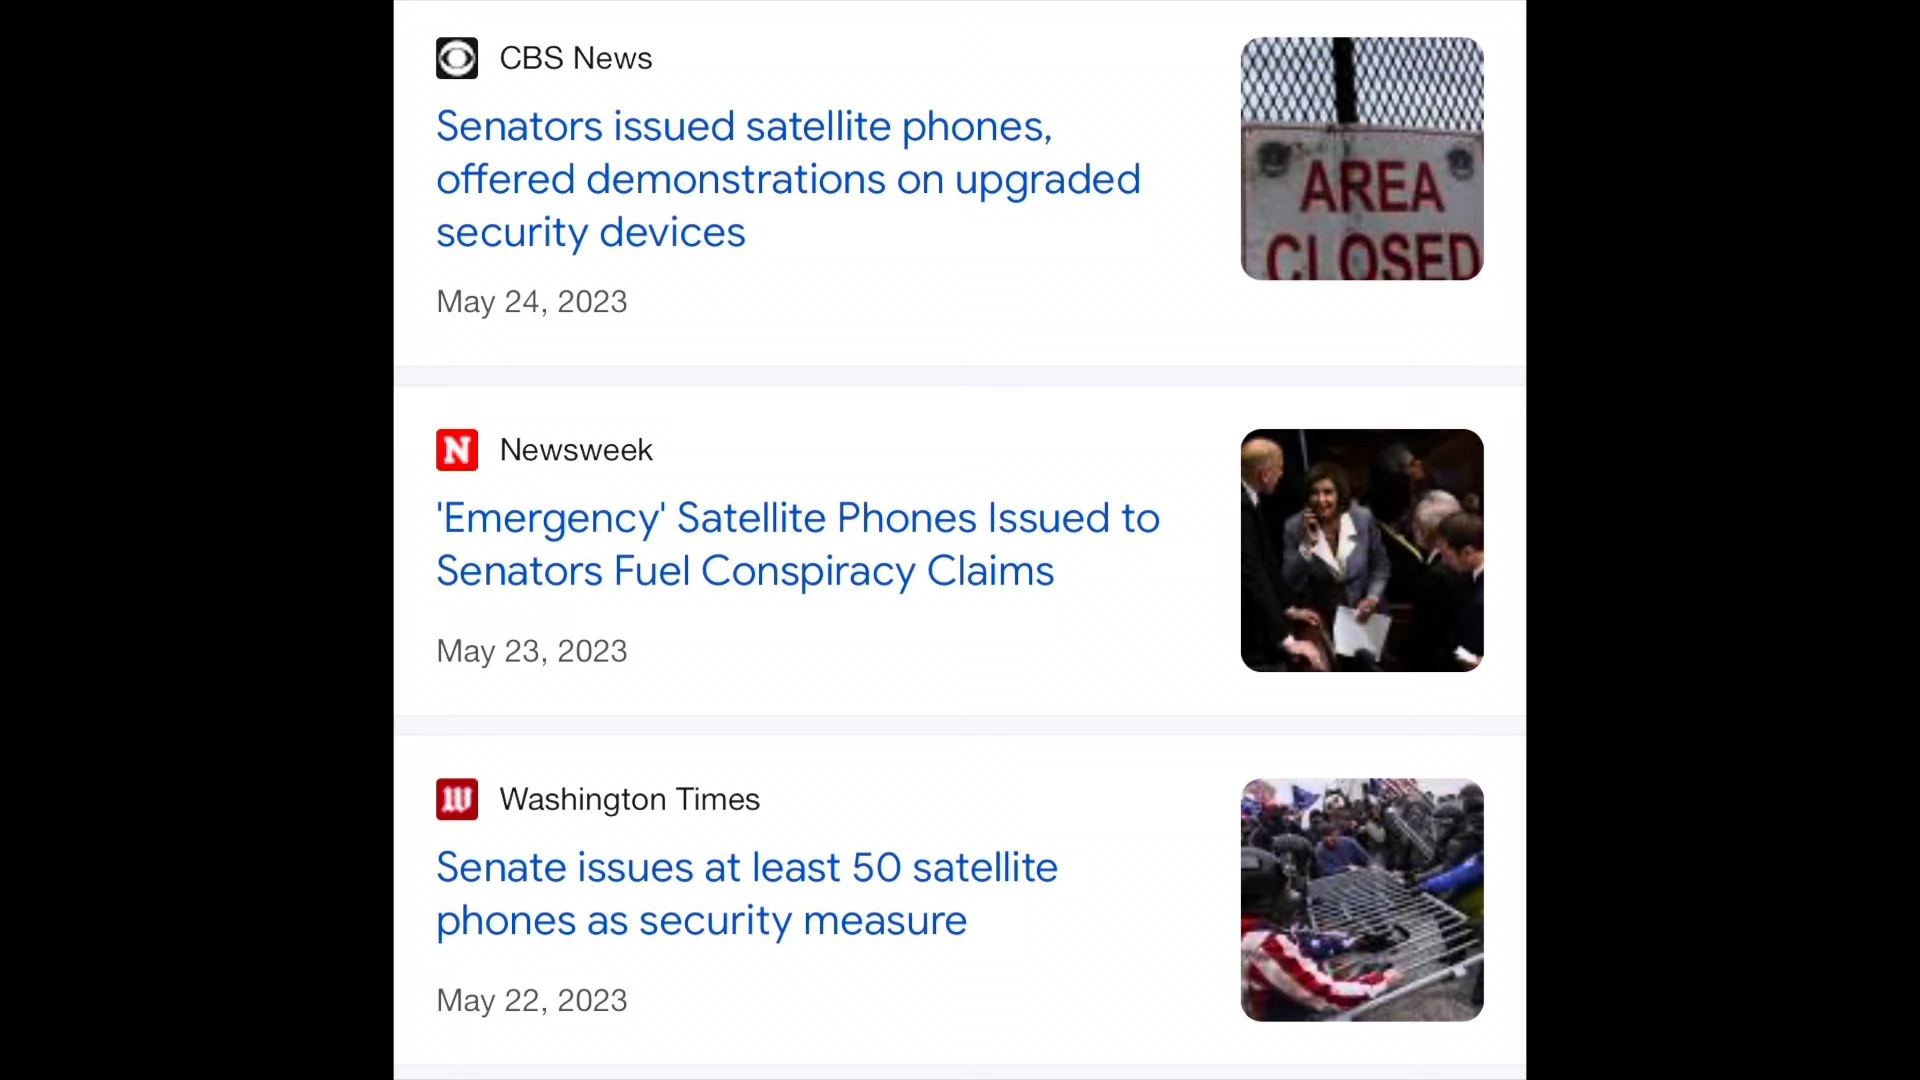 CBS News
Senators issued satellite phones,
offered demonstrations on upgraded
security devices
May 24, 2023
AREA
CLOSED
N
Newsweek
'Emergency' Satellite Phones Issued to
Senators Fuel Conspiracy Claims
May 23, 2023
W
Washington Times
Senate issues at least 50 satellite
phones as security measure
May 22, 2023